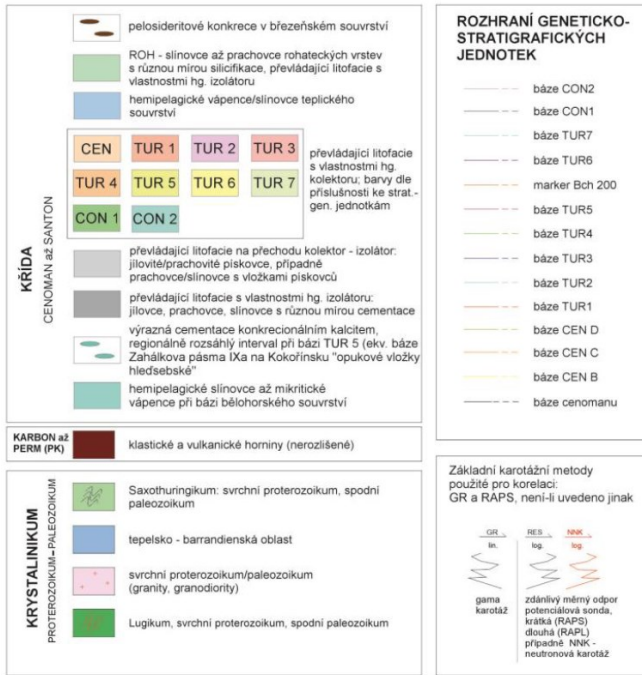 pelosideritové konkrece v březeňském souvrství
ROH - slínovce až prachovce rohateckých vrstev
s různou mírou silicifikace, převládající litofacie s
vlastnostmi hg. izolátoru
hemipelagické vápence/slínovce teplického
souvrství
CEN TUR 1 TUR 2 TUR 3
TUR 4 TUR 5 TUR 6 TUR 7
CON 1 CON 2
převládající litofacie
s vlastnostmi hg.
kolektoru; barvy dle
příslušnosti ke strat.-
gen. jednotkám
KŘÍDA
CENOMAN až SANTON
převládající litofacie na přechodu kolektor - izolátor:
jílovité/prachovité pískovce, případně
prachovce/slínovce s vložkami pískovců
převládající litofacie s vlastnostmi hg. izolátoru:
jílovce, prachovce, slínovce s různou mírou cementace
výrazná cementace konkrecionálním kalcitem,
regionálně rozsáhlý interval při bázi TUR 5 (ekv. báze
Zahálkova pásma IXa na Kokořínsku "opukové vložky
hleďsebské"
hemipelagické slínovce až mikritické
vápence při bázi bělohorského souvrství
KARBON až
PERM (PK)
klastické a vulkanické horniny (nerozlišené)
KRYSTALINIKUM
PROTEROZOIKUM–PALEOZOIKUM
Saxothuringikum: svrchní proterozoikum, spodní
paleozoikum
tepelsko - barrandienská oblast
svrchní proterozoikum/paleozoikum
(granity, granodiority)
Lugikum, svrchní proterozoikum, spodní paleozoikum
ROZHRANÍ GENETICKO-
STRATIGRAFICKÝCH
JEDNOTEK
báze CON2
báze CON1
báze TUR7
báze TUR6
marker Bch 200
báze TUR5
báze TUR4
báze TUR3
báze TUR2
báze TUR1
báze CEN D
báze CEN C
báze CEN B
báze cenomanu
Základní karotážní metody
použité pro korelaci:
GR a RAPS, není-li uvedeno jinak
GR RES NNK
lin. log. log.
gama
karotáž
zdánlivý měrný odpor
potenciálová sonda,
krátká (RAPS)
dlouhá (RAPL)
případně NNK -
neutronová karotáž